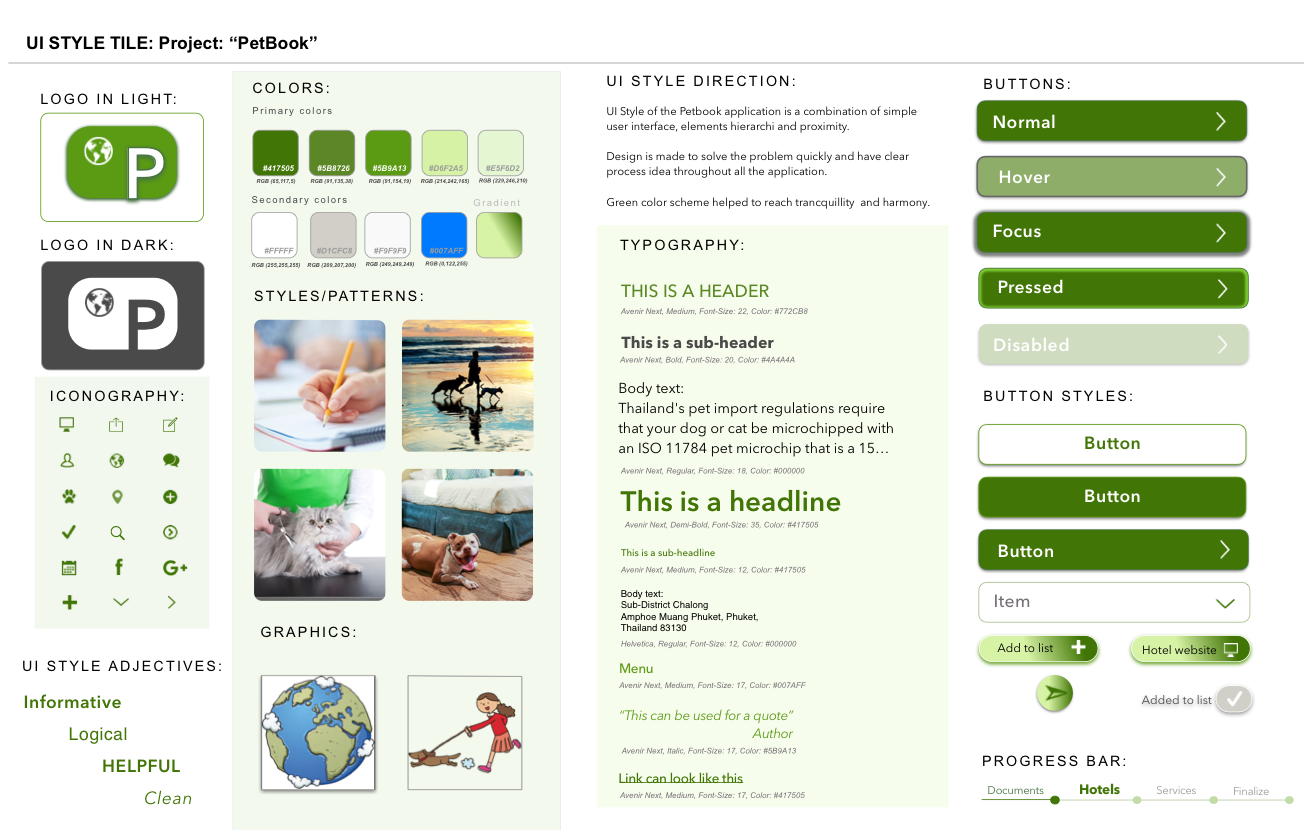 UI STYLE TILE: Project: “PetBook”
LOGO IN LIGHT:
P
LOGO IN DARK:
P
ICONOGRAPHY:
f
G+
UI STYLE ADJECTIVES:
Informative
Logical
HELPFUL
Clean
COLORS:
Primary colors
#417505
#5B8726
#5B9A13
#D6F2A5
#E5F6D2
RGB (65,117,5)
RGB (91,135,38)
RGB (91,154,19)
RGB (214,242,165)
RGB (229,246,210)
Secondary colors
Gradient
#FFFFF
#D1CFC8
#F9F9F9
#007AFF
RGB (255,255,255)
RGB (209,207,200)
RGB (249,249,249)
RGB (0,122,255)
STYLES/PATTERNS:
GRAPHICS:
UI STYLE DIRECTION:
UI Style of the Petbook application is a combination of simple
user interface, elements hierarchi and proximity.
Design is made to solve the problem quickly and have clear
process idea throughout all the application.
Green color scheme helped to reach trancquillity and harmony.
TYPOGRAPHY:
THIS IS A HEADER
Avenir Next, Medium, Font-Size: 22, Color: #772CB8
This is a sub-header
Avenir Next, Bold, Font-Size: 20, Color: #4A4A4A
Body text:
Thailand's pet import regulations require
that your dog or cat be microchipped with
an ISO 11784 pet microchip that is a 15…
Avenir Next, Regular, Font-Size: 18, Color: #000000
This is a headline
Avenir Next, Demi-Bold, Font-Size: 35, Color: #417505
This is a sub-headline
Avenir Next, Medium, Font-Size: 12, Color: #417505
Body text:
Sub-District Chalong
Amphoe Muang Phuket, Phuket,
Thailand 83130
Helvetica, Regular, Font-Size: 12, Color: #000000
Menu
Avenir Next, Medium, Font-Size: 17, Color: #007AFF
“This can be used for a quote”
Author
Avenir Next, Italic, Font-Size: 17, Color: #5B9A13
Link can look like this
Avenir Next, Medium, Font-Size: 17, Color: #417505
BUTTONS:
Normal
Hover
Focus
Pressed
Disabled
BUTTON STYLES:
Button
Button
Button
Item
Add to list
Hotel website
Added to list
PROGRESS BAR:
Documents
Hotels
Services
Finalize